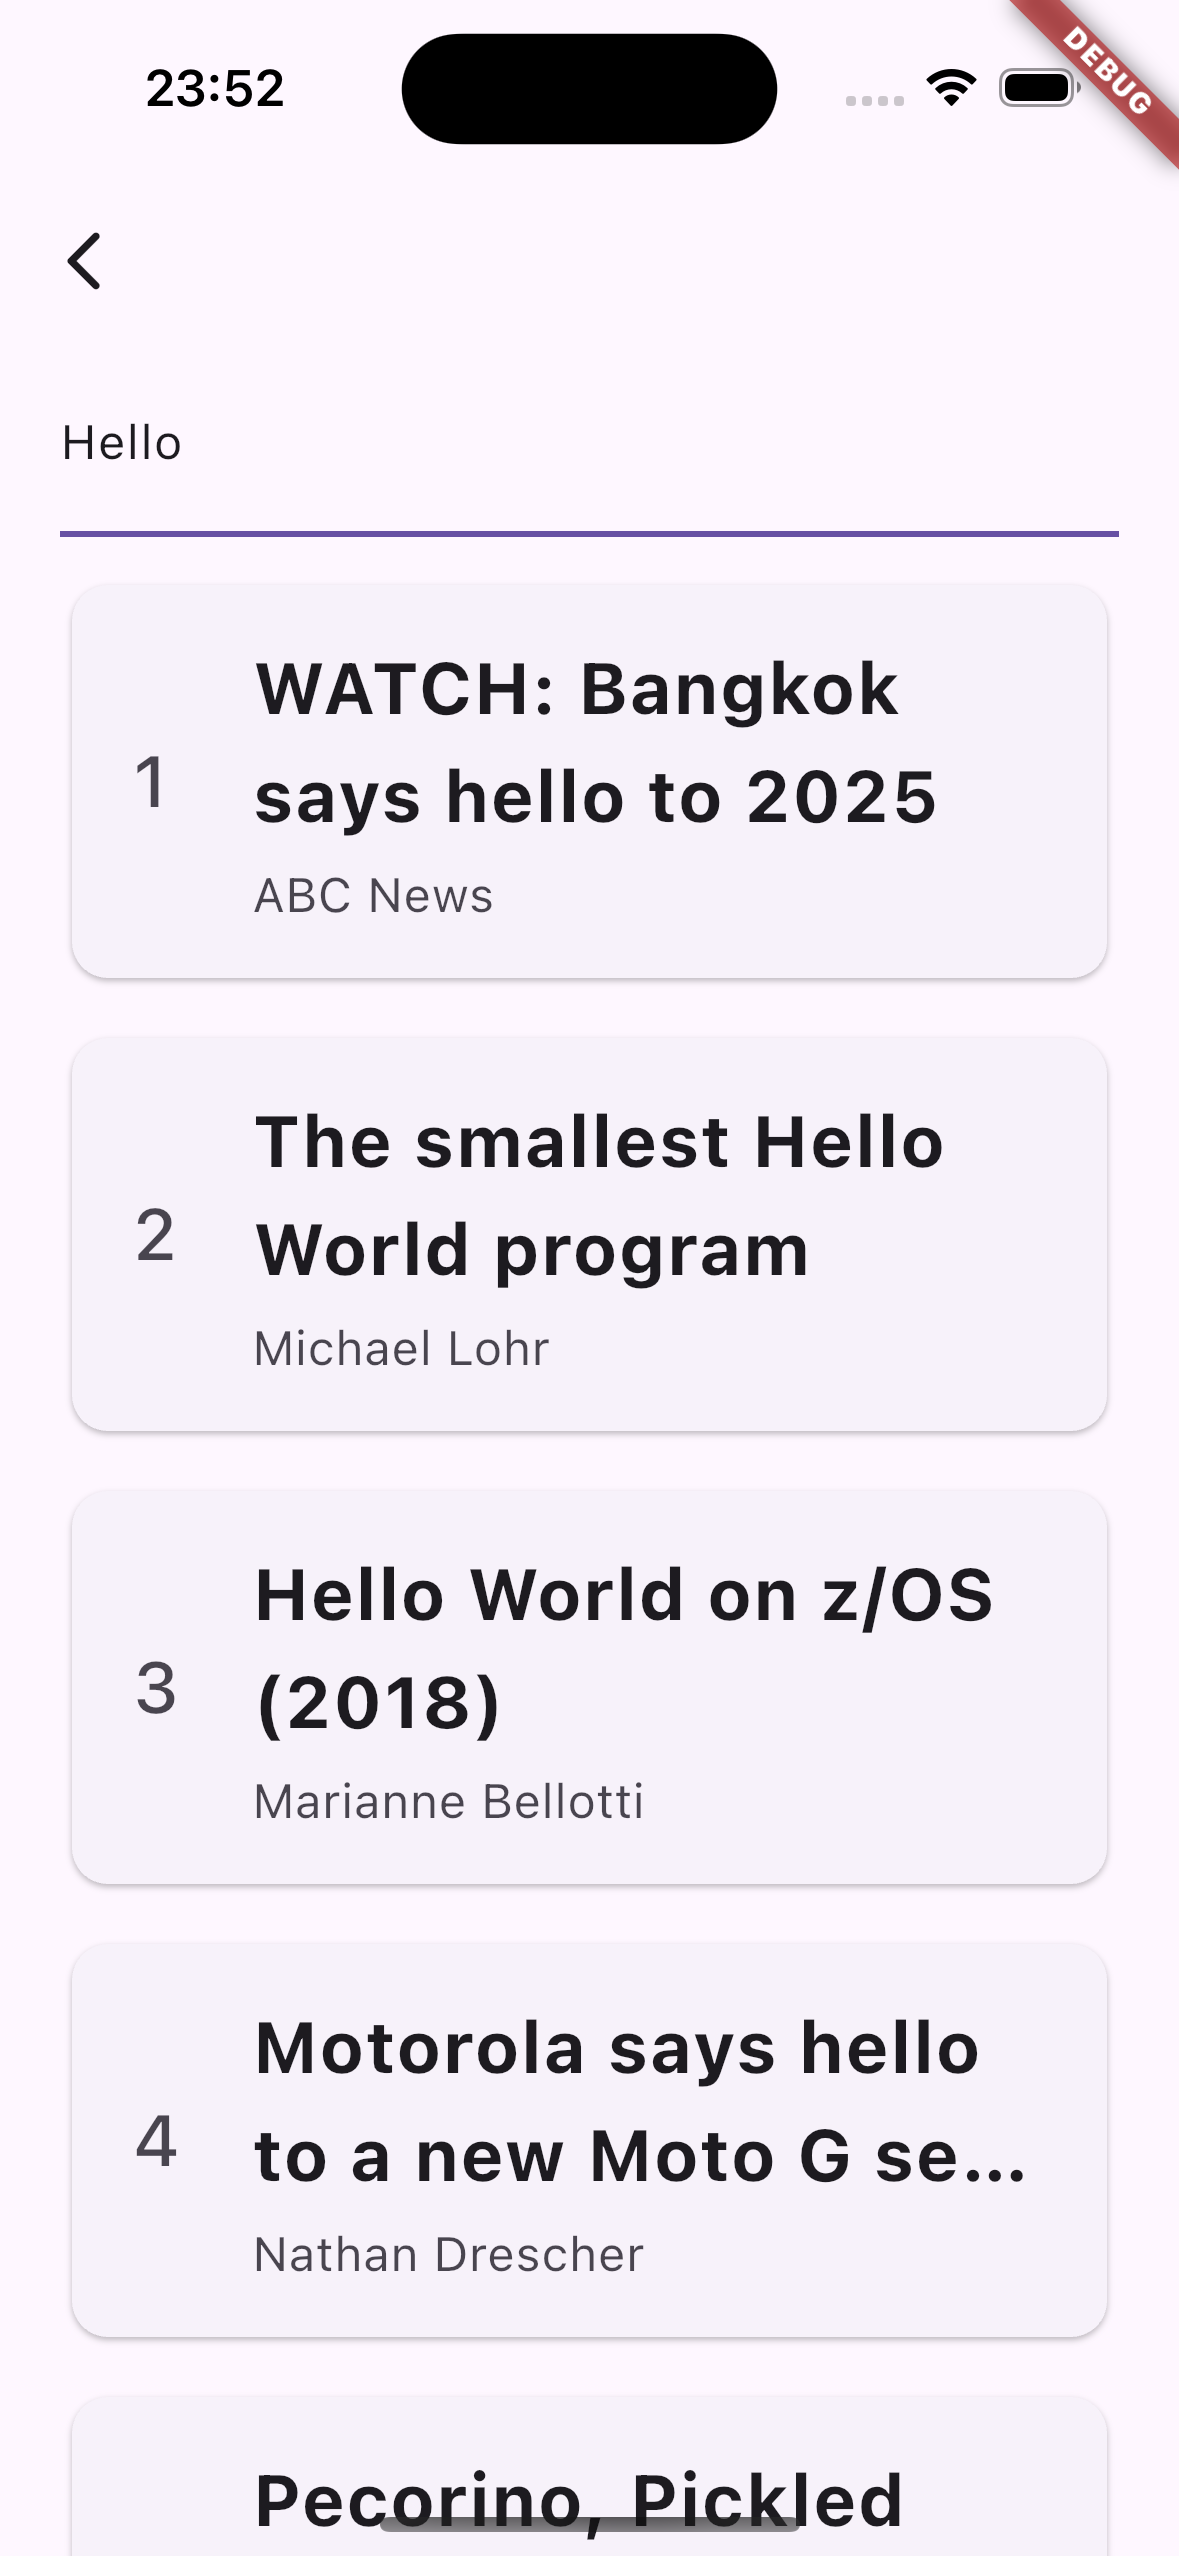 23:52
DEBUG
Hello
WATCH: Bangkok
says hello to 2025
1
ABC News
The smallest Hello
World program
2
Michael Lohr
Hello World on z/OS
(2018)
3
Marianne Bellotti
Motorola says hello
to a new Moto G se...
4
Nathan Drescher
Pecorino, Pickled